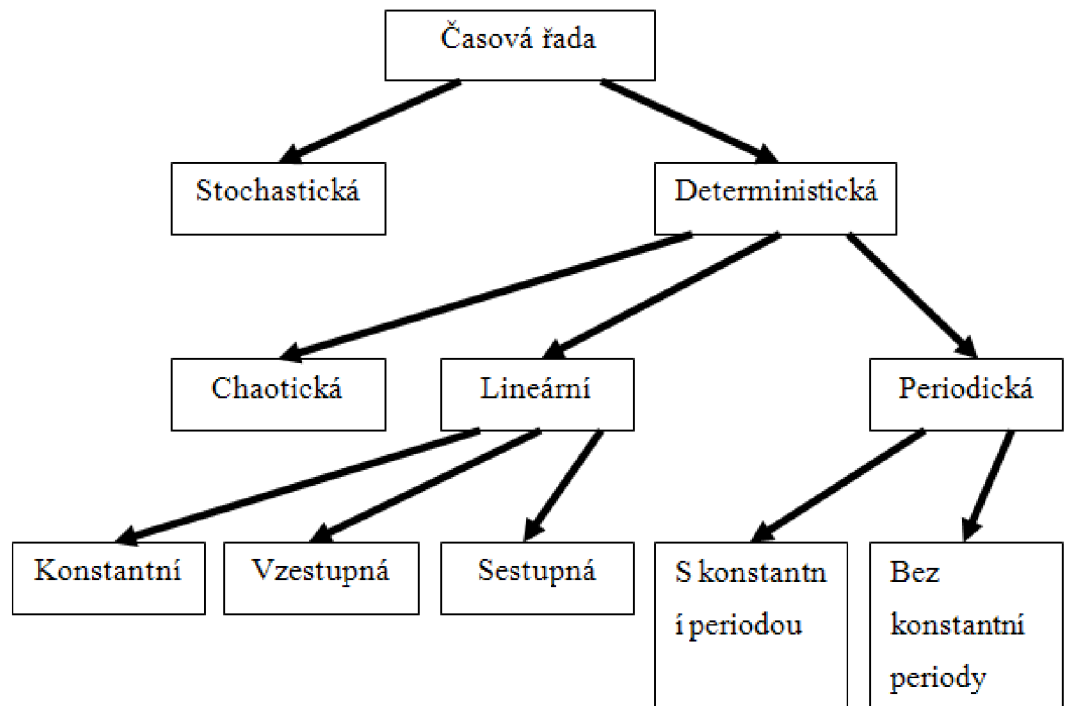 Časová řada
Stochastická
Deterministická
Chaotická
Lineární
Periodická
Konstantní
Vzestupná
Sestupná
S konstantn
í periodou
Bez
konstantní
periody